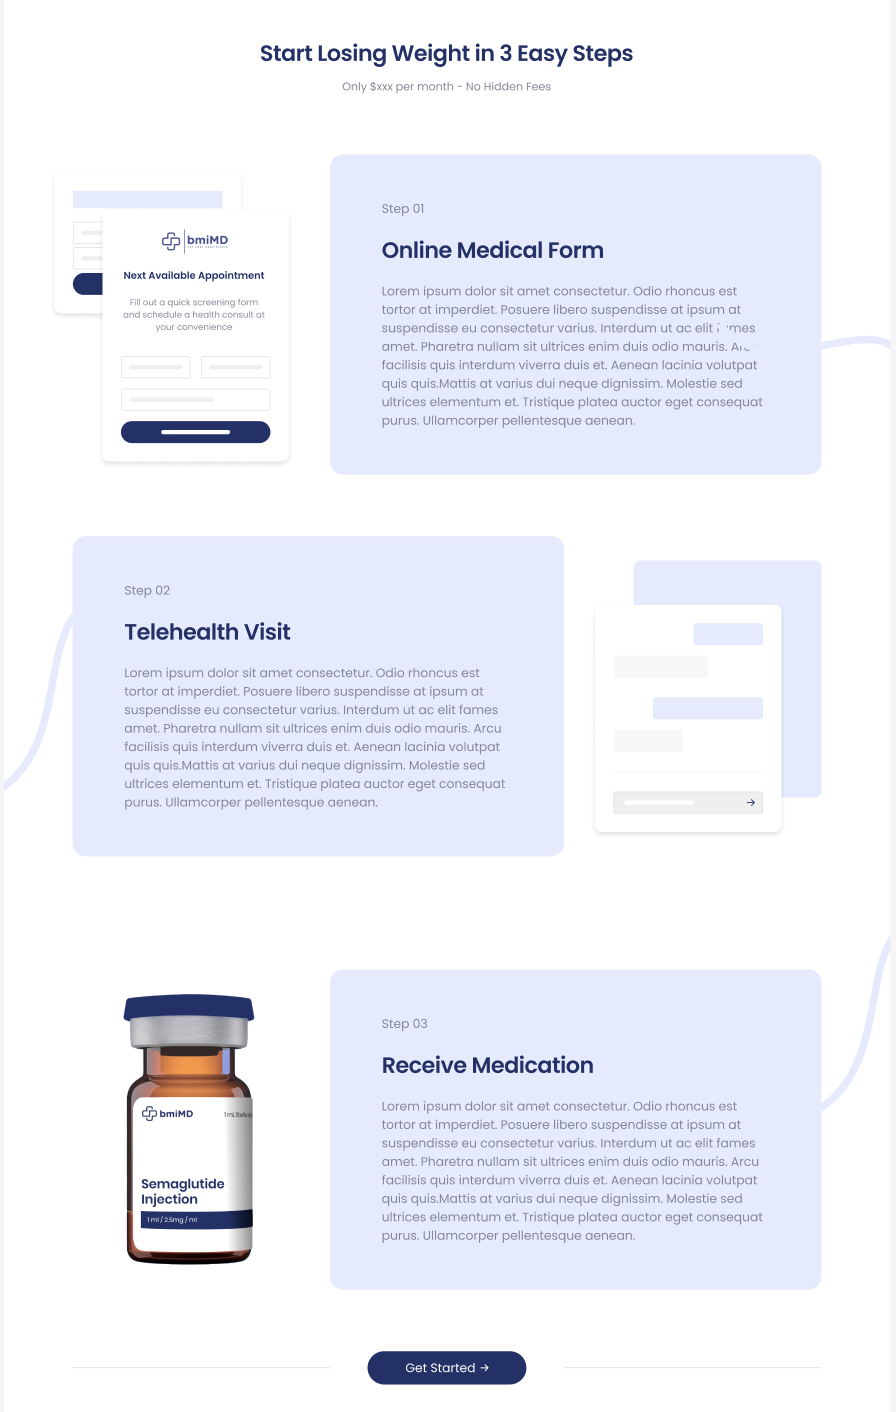 Start Losing Weight in 3 Easy Steps
Only $xxx per month - No Hidden Fees
bmiMD
Next Available Appointment
Fill out a quick screening form
and schedule a health consult at
your convenience
Step 01
Online Medical Form
Lorem ipsum dolor sit amet consectetur. Odio rhoncus est
tortor at imperdiet. Posuere libero suspendisse at ipsum at
suspendisse eu consectetur varius. Interdum ut ac elit
amet. Pharetra nullam sit ultrices enim duis odio mauris.
facilisis quis interdum viverra duis et. Aenean lacinia volutpat
quis quis.Mattis at varius dui neque dignissim. Molestie sed
ultrices elementum et. Tristique platea auctor eget consequat
purus. Ullamcorper pellentesque aenean.
Step 02
Telehealth Visit
Lorem ipsum dolor sit amet consectetur. Odio rhoncus est
tortor at imperdiet. Posuere libero suspendisse at ipsum at
suspendisse eu consectetur varius. Interdum ut ac elit fames
amet. Pharetra nullam sit ultrices enim duis odio mauris. Arcu
facilisis quis interdum viverra duis et. Aenean lacinia volutpat
quis quis.Mattis at varius dui neque dignissim. Molestie sed
ultrices elementum et. Tristique platea auctor eget consequat
purus. Ullamcorper pellentesque aenean.
bmiMD
1 mL
Semaglutide
Injection
1 ml / 2.5mg / ml
Step 03
Receive Medication
Lorem ipsum dolor sit amet consectetur. Odio rhoncus est
tortor at imperdiet. Posuere libero suspendisse at ipsum at
suspendisse eu consectetur varius. Interdum ut ac elit fames
amet. Pharetra nullam sit ultrices enim duis odio mauris. Arcu
facilisis quis interdum viverra duis et. Aenean lacinia volutpat
quis quis.Mattis at varius dui neque dignissim. Molestie sed
ultrices elementum et. Tristique platea auctor eget consequat
purus. Ullamcorper pellentesque aenean.
Get Started →